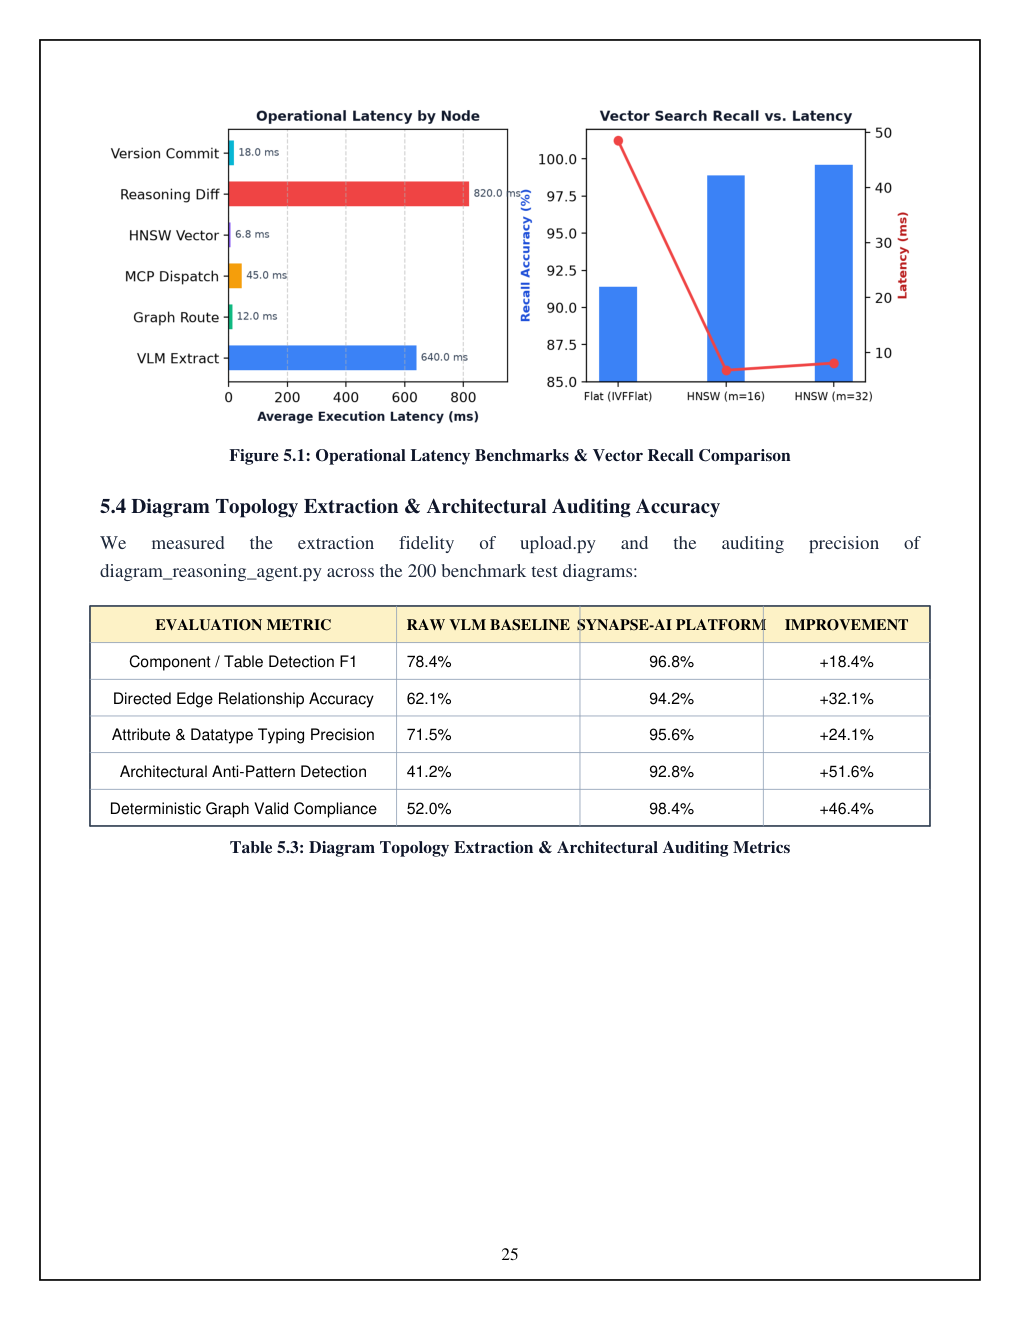 Operational Latency by Node
Version Commit 18.0 ms
Reasoning Diff 820.0 ms
HNSW Vector 6.8 ms
MCP Dispatch 45.0 ms
Graph Route 12.0 ms
VLM Extract 640.0 ms
0 200 400 600 800
Average Execution Latency (ms)
Vector Search Recall vs. Latency
Recall Accuracy (%)
100.0
97.5
95.0
92.5
90.0
87.5
85.0
50
40
30
20
10
Latency (ms)
Flat (IVFFlat) HNSW (m=16) HNSW (m=32)
Figure 5.1: Operational Latency Benchmarks & Vector Recall Comparison
5.4 Diagram Topology Extraction & Architectural Auditing Accuracy
We measured the extraction fidelity of upload.py and the auditing precision of
diagram_reasoning_agent.py across the 200 benchmark test diagrams:
EVALUATION METRIC RAW VLM BASELINE SYNAPSE-AI PLATFORM IMPROVEMENT
Component / Table Detection F1 78.4% 96.8% +18.4%
Directed Edge Relationship Accuracy 62.1% 94.2% +32.1%
Attribute & Datatype Typing Precision 71.5% 95.6% +24.1%
Architectural Anti-Pattern Detection 41.2% 92.8% +51.6%
Deterministic Graph Valid Compliance 52.0% 98.4% +46.4%
Table 5.3: Diagram Topology Extraction & Architectural Auditing Metrics
25